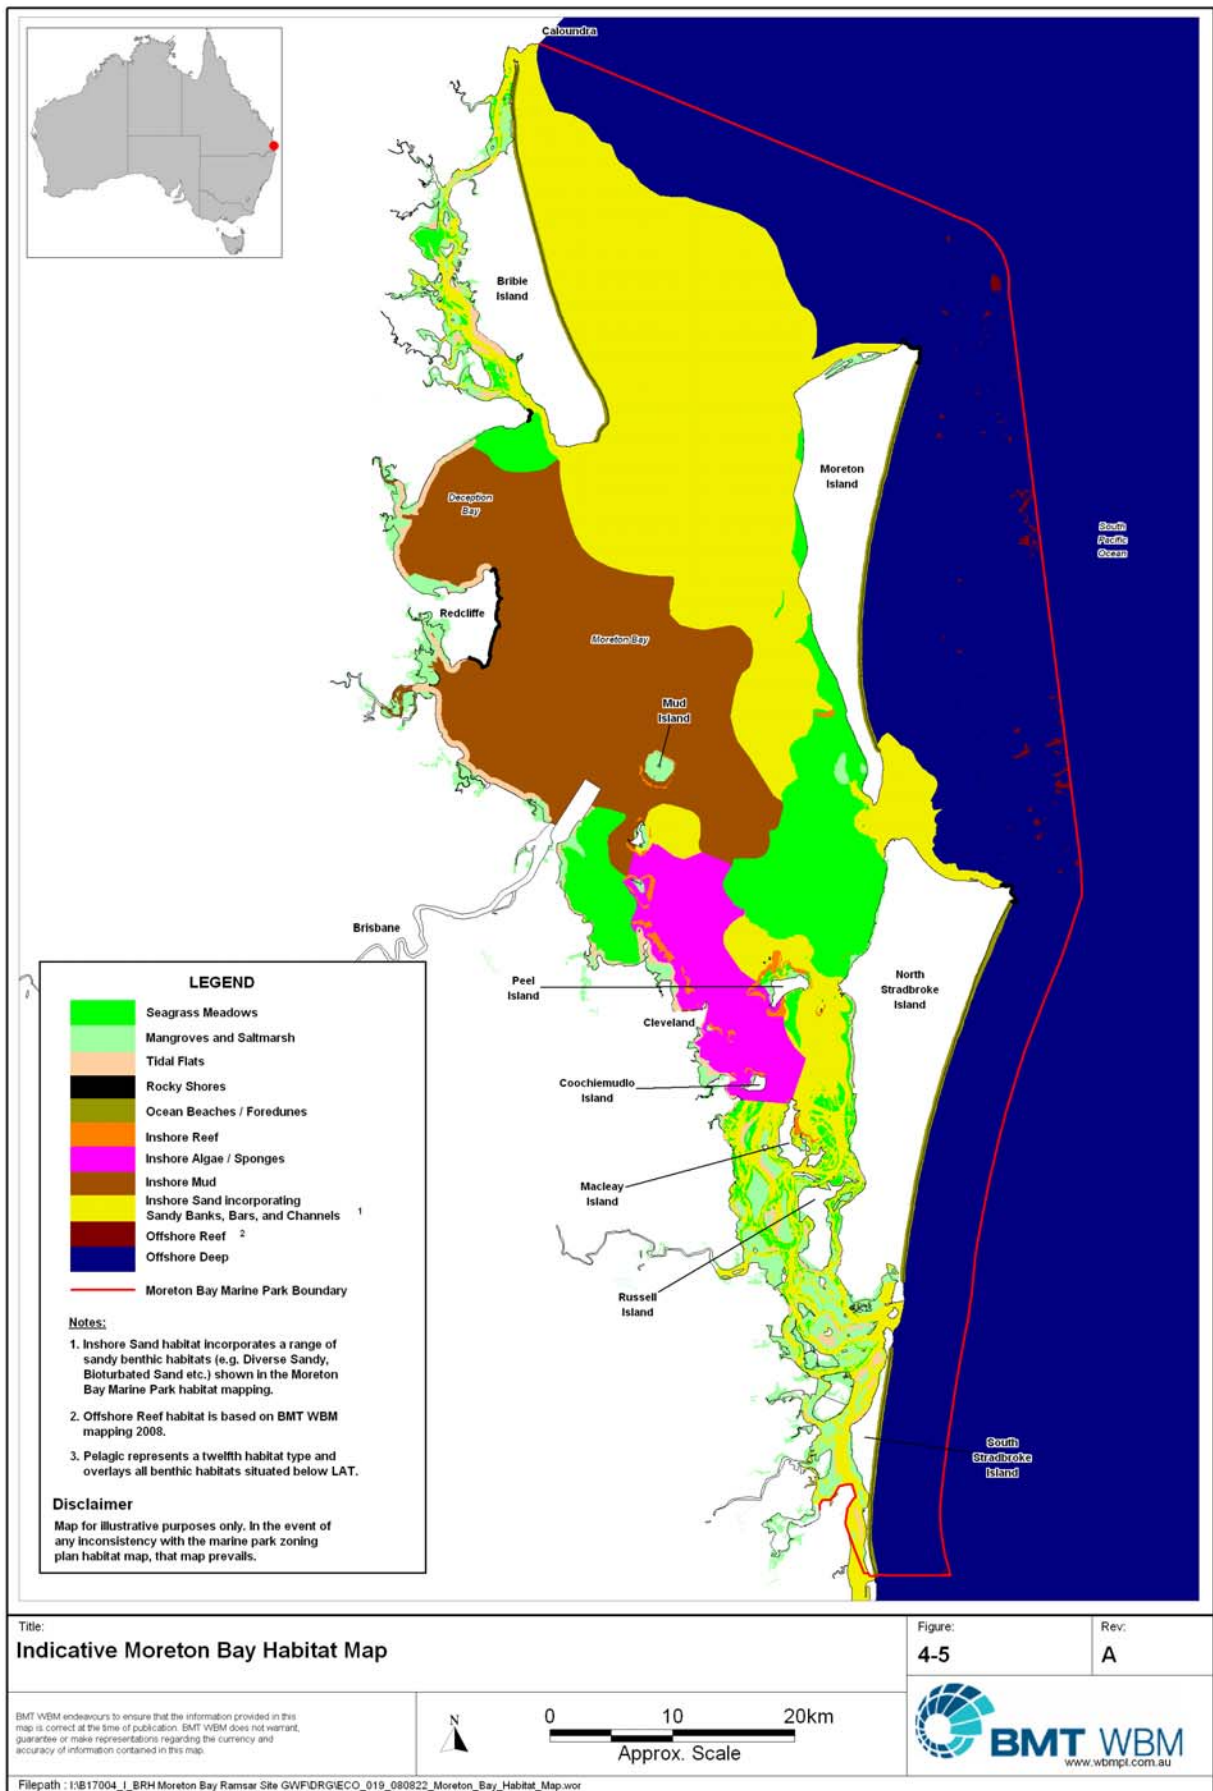 Caloundra
Bribie
Island
Moreton
Island
Deception
Bay
South
Pacific
Ocean
Redcliffe
Moreton Bay
Mud
Island
Brisbane
Peel
Island
North
Stradbroke
Island
Cleveland
Coochiemudlo
Island
Macleay
Island
Russell
Island
South
Stradbroke
Island
LEGEND
Seagrass Meadows
Mangroves and Saltmarsh
Tidal Flats
Rocky Shores
Ocean Beaches / Foredunes
Inshore Reef
Inshore Algae / Sponges
Inshore Mud
Inshore Sand incorporating
Sandy Banks, Bars, and Channels 1
Offshore Reef 2
Offshore Deep
Moreton Bay Marine Park Boundary
Notes:
1. Inshore Sand habitat incorporates a range of
sandy benthic habitats (e.g. Diverse Sandy,
Bioturbated Sand etc.) shown in the Moreton
Bay Marine Park habitat mapping.
2. Offshore Reef habitat is based on BMT WBM
mapping 2008.
3. Pelagic represents a twelfth habitat type and
overlays all benthic habitats situated below LAT.
Disclaimer
Map for illustrative purposes only. In the event of
any inconsistency with the marine park zoning
plan habitat map, that map prevails.
Title:
Indicative Moreton Bay Habitat Map
Figure:
4-5
Rev:
A
BMT WBM endeavours to ensure that the information provided in this
map is correct at the time of publication. BMT WBM does not warrant,
guarantee or make representations regarding the currency and
accuracy of information contained in this map.
N
0 10 20km
Approx. Scale
BMT WBM
www.wbmpl.com.au
Filepath : I:\B17004_I_BRH Moreton Bay Ramsar Site GWF\DRG\ECO_019_080822_Moreton_Bay_Habitat_Map.wor